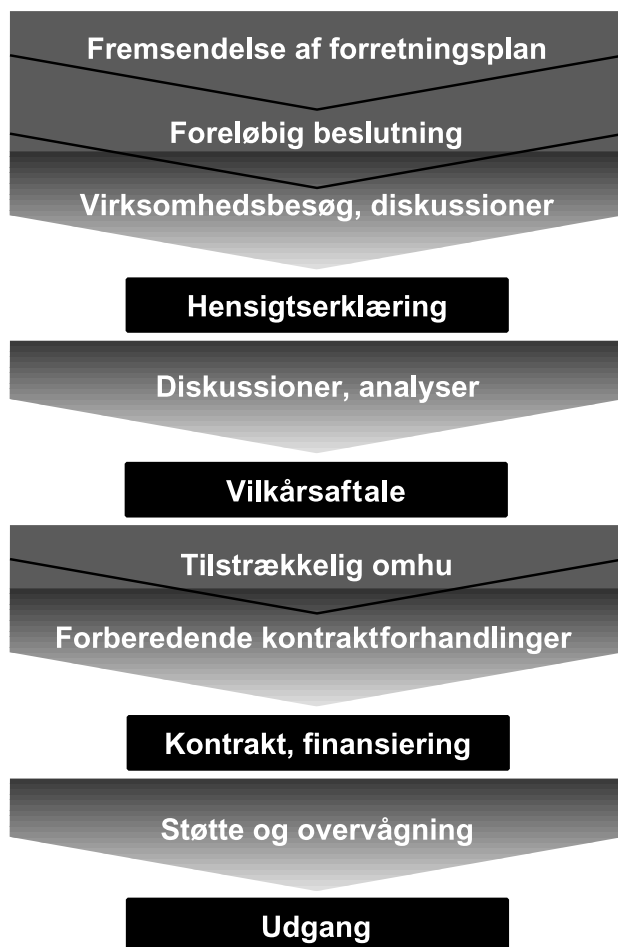 Fremsendelse af forretningsplan
Foreløbig beslutning
Virksomhedsbesøg, diskussioner
Hensigtserklæring
Diskussioner, analyser
Vilkårsaftale
Tilstrækkelig omhu
Forberedende kontraktforhandlinger
Kontrakt, finansiering
Støtte og overvågning
Udgang